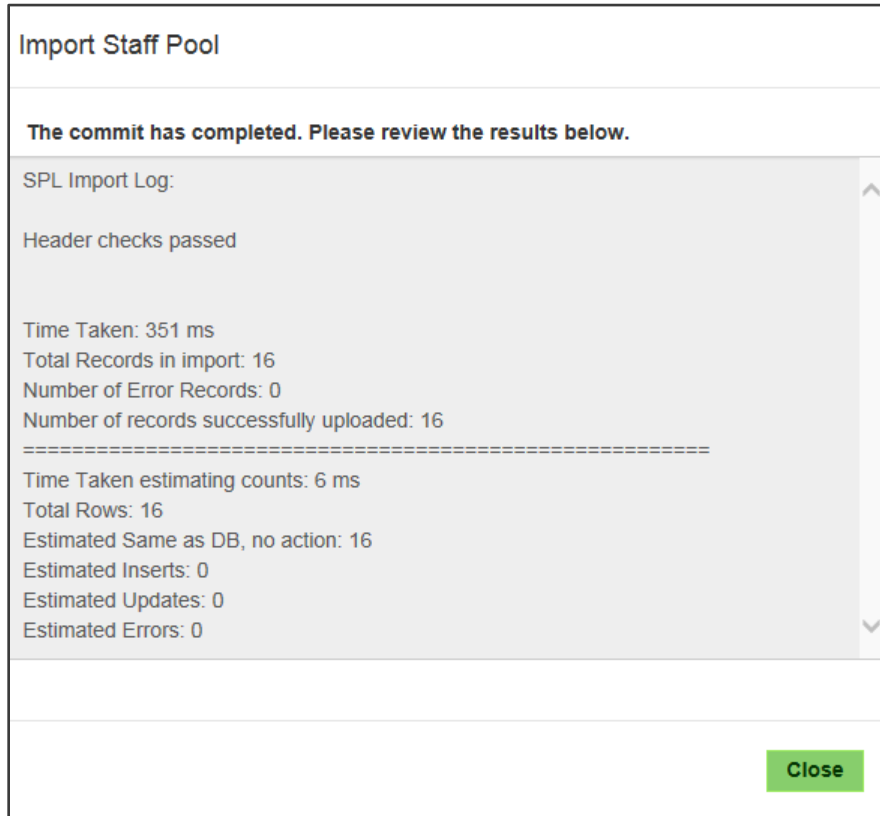 Import Staff Pool
The commit has completed. Please review the results below.
SPL Import Log:
Header checks passed
Time Taken: 351 ms
Total Records in import: 16
Number of Error Records: 0
Number of records successfully uploaded: 16
========================================================
Time Taken estimating counts: 6 ms
Total Rows: 16
Estimated Same as DB, no action: 16
Estimated Inserts: 0
Estimated Updates: 0
Estimated Errors: 0
Close